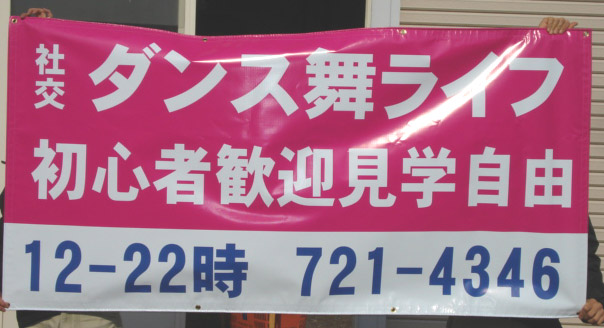 社交 ダンス舞ライフ
初心者歓迎見学自由
12-22時 721-4346